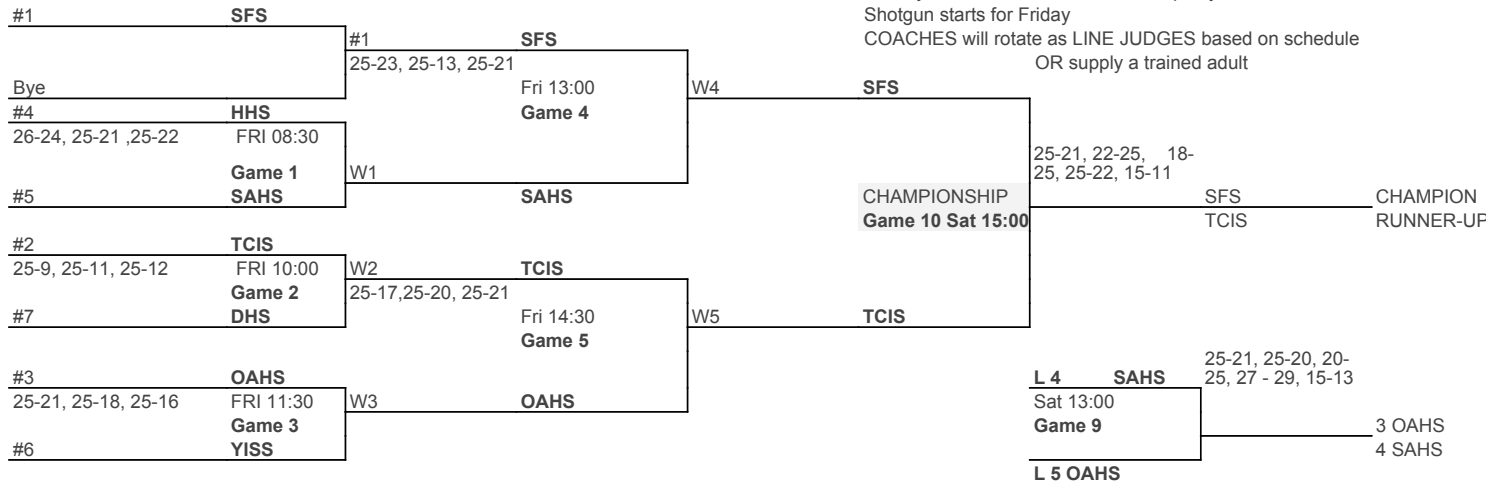 #1 SFS
Shotgun starts for Friday
#1 SFS
COACHES will rotate as LINE JUDGES based on schedule
25-23, 25-13, 25-21
OR supply a trained adult
Bye
Fri 13:00
W4 SFS
#4 HHS
Game 4
26-24, 25-21 ,25-22 FRI 08:30
25-21, 22-25, 18-
25, 25-22, 15-11
Game 1
W1
#5 SAHS
SAHS
CHAMPIONSHIP
SFS CHAMPION
Game 10 Sat 15:00
TCIS RUNNER-UP
#2 TCIS
25-9, 25-11, 25-12 FRI 10:00
W2 TCIS
Game 2
25-17,25-20, 25-21
#7 DHS
Fri 14:30
W5 TCIS
Game 5
25-21, 25-20, 20-
25, 27 - 29, 15-13
#3 OAHS
L 4 SAHS
25-21, 25-18, 25-16 FRI 11:30
W3 OAHS
Sat 13:00
Game 3
Game 9
3 OAHS
#6 YISS
4 SAHS
L 5 OAHS